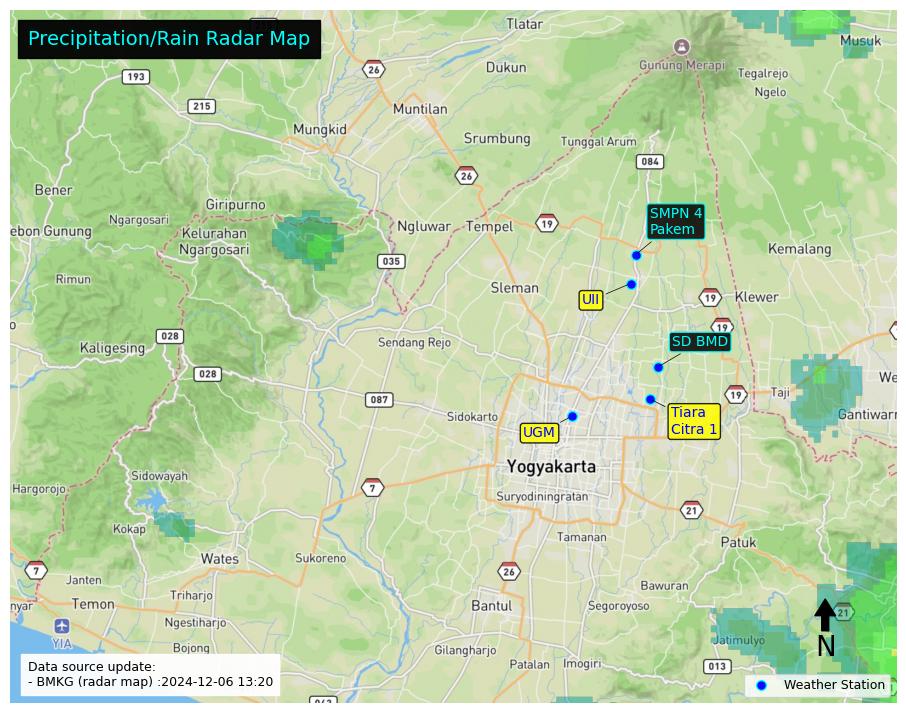 Precipitation/Rain Radar Map
Tlatar
Musuk
26
Dukun
Gunung Merapi
Tegalrejo
193
Ngelo
215
Muntilan
Mungkid
Srumbung
Tunggal Arum
084
26
Bener
Giripurno
SMPN 4
Pakem
Ngargosari
Ngluwar
Tempel
19
ebon Gunung
Kelurahan
Ngargosari
Kemalang
035
Rimun
Sleman
UII
19
Klewer
19
028
Sendang Rejo
SD BMD
Kaligesing
028
We
087
19
Taji
Sidokarto
Tiara
Citra 1
Gantiwarn
UGM
Yogyakarta
Sidowayah
Hargorojo
7
Suryodiningratan
21
Kokap
Tamanan
Patuk
Wates
Sukoreno
7
26
Janten
Bawuran
Triharjo
nyar
Temon
Bantul
Segoroyoso
21
Ngestiharjo
YIA
N
Jatimulyo
Bojong
Gilangharjo
Patalan
Imogiri
013
Data source update:
- BMKG (radar map) :2024-12-06 13:20
Weather Station